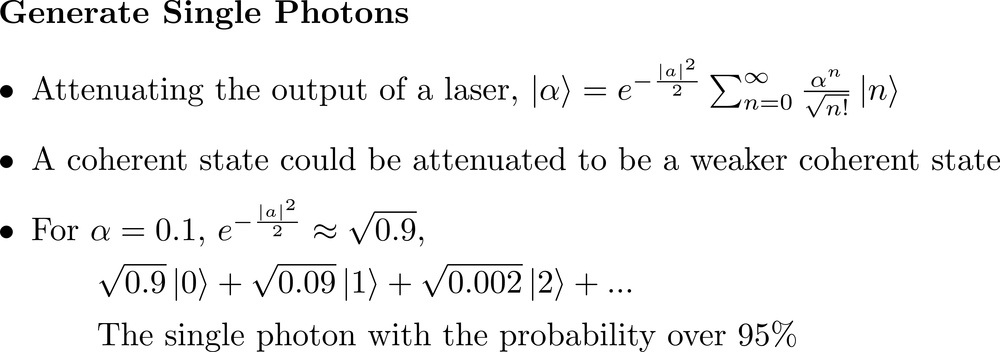 Generate Single Photons
• Attenuating the output of a laser, $|\alpha\rangle = e^{-\frac{|a|^2}{2}} \sum_{n=0}^{\infty} \frac{\alpha^n}{\sqrt{n!}} |n\rangle$
• A coherent state could be attenuated to be a weaker coherent state
• For $\alpha = 0.1$, $e^{-\frac{|a|^2}{2}} \approx \sqrt{0.9}$,
$\sqrt{0.9}\,|0\rangle + \sqrt{0.09}\,|1\rangle + \sqrt{0.002}\,|2\rangle + ...$
The single photon with the probability over 95%